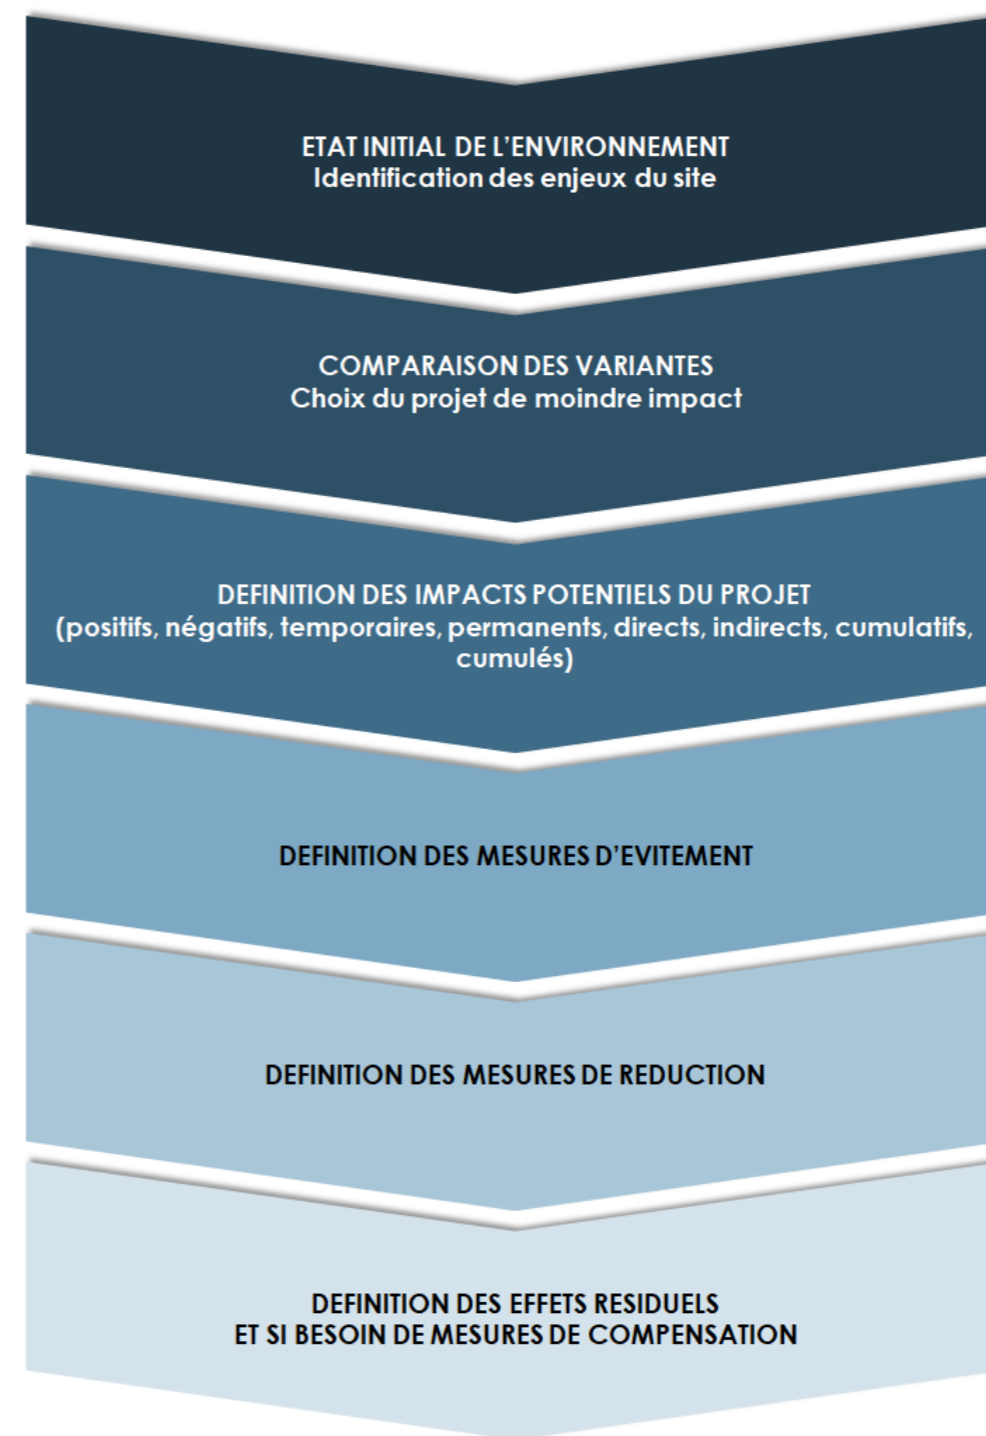 ETAT INITIAL DE L'ENVIRONNEMENT
Identification des enjeux du site
COMPARAISON DES VARIANTES
Choix du projet de moindre impact
DEFINITION DES IMPACTS POTENTIELS DU PROJET
(positifs, négatifs, temporaires, permanents, directs, indirects, cumulatifs,
cumulés)
DEFINITION DES MESURES D'EVITEMENT
DEFINITION DES MESURES DE REDUCTION
DEFINITION DES EFFETS RESIDUELS
ET SI BESOIN DE MESURES DE COMPENSATION